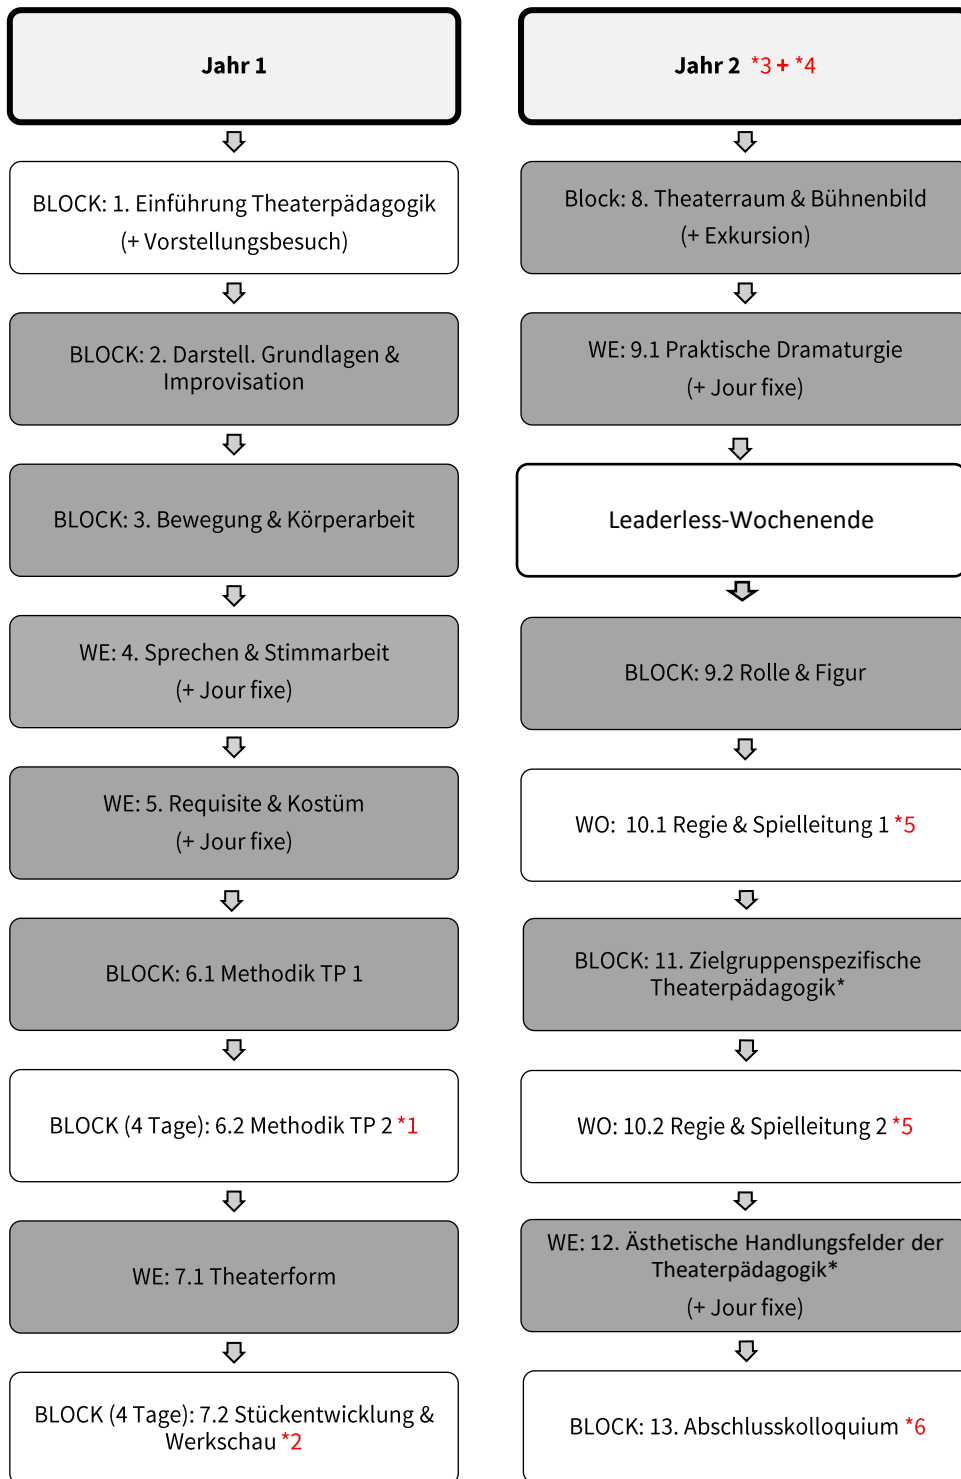 Jahr 1
BLOCK: 1. Einführung Theaterpädagogik
(+ Vorstellungsbesuch)
BLOCK: 2. Darstell. Grundlagen &
Improvisation
BLOCK: 3. Bewegung & Körperarbeit
WE: 4. Sprechen & Stimmarbeit
(+ Jour fixe)
WE: 5. Requisite & Kostüm
(+ Jour fixe)
BLOCK: 6.1 Methodik TP 1
BLOCK (4 Tage): 6.2 Methodik TP 2 *1
WE: 7.1 Theaterform
BLOCK (4 Tage): 7.2 Stückentwicklung &
Werkschau *2
Jahr 2 *3 + *4
Block: 8. Theaterraum & Bühnenbild
(+ Exkursion)
WE: 9.1 Praktische Dramaturgie
(+ Jour fixe)
Leaderless-Wochenende
BLOCK: 9.2 Rolle & Figur
WO: 10.1 Regie & Spielleitung 1 *5
BLOCK: 11. Zielgruppenspezifische
Theaterpädagogik*
WO: 10.2 Regie & Spielleitung 2 *5
WE: 12. Ästhetische Handlungsfelder der
Theaterpädagogik*
(+ Jour fixe)
BLOCK: 13. Abschlusskolloquium *6